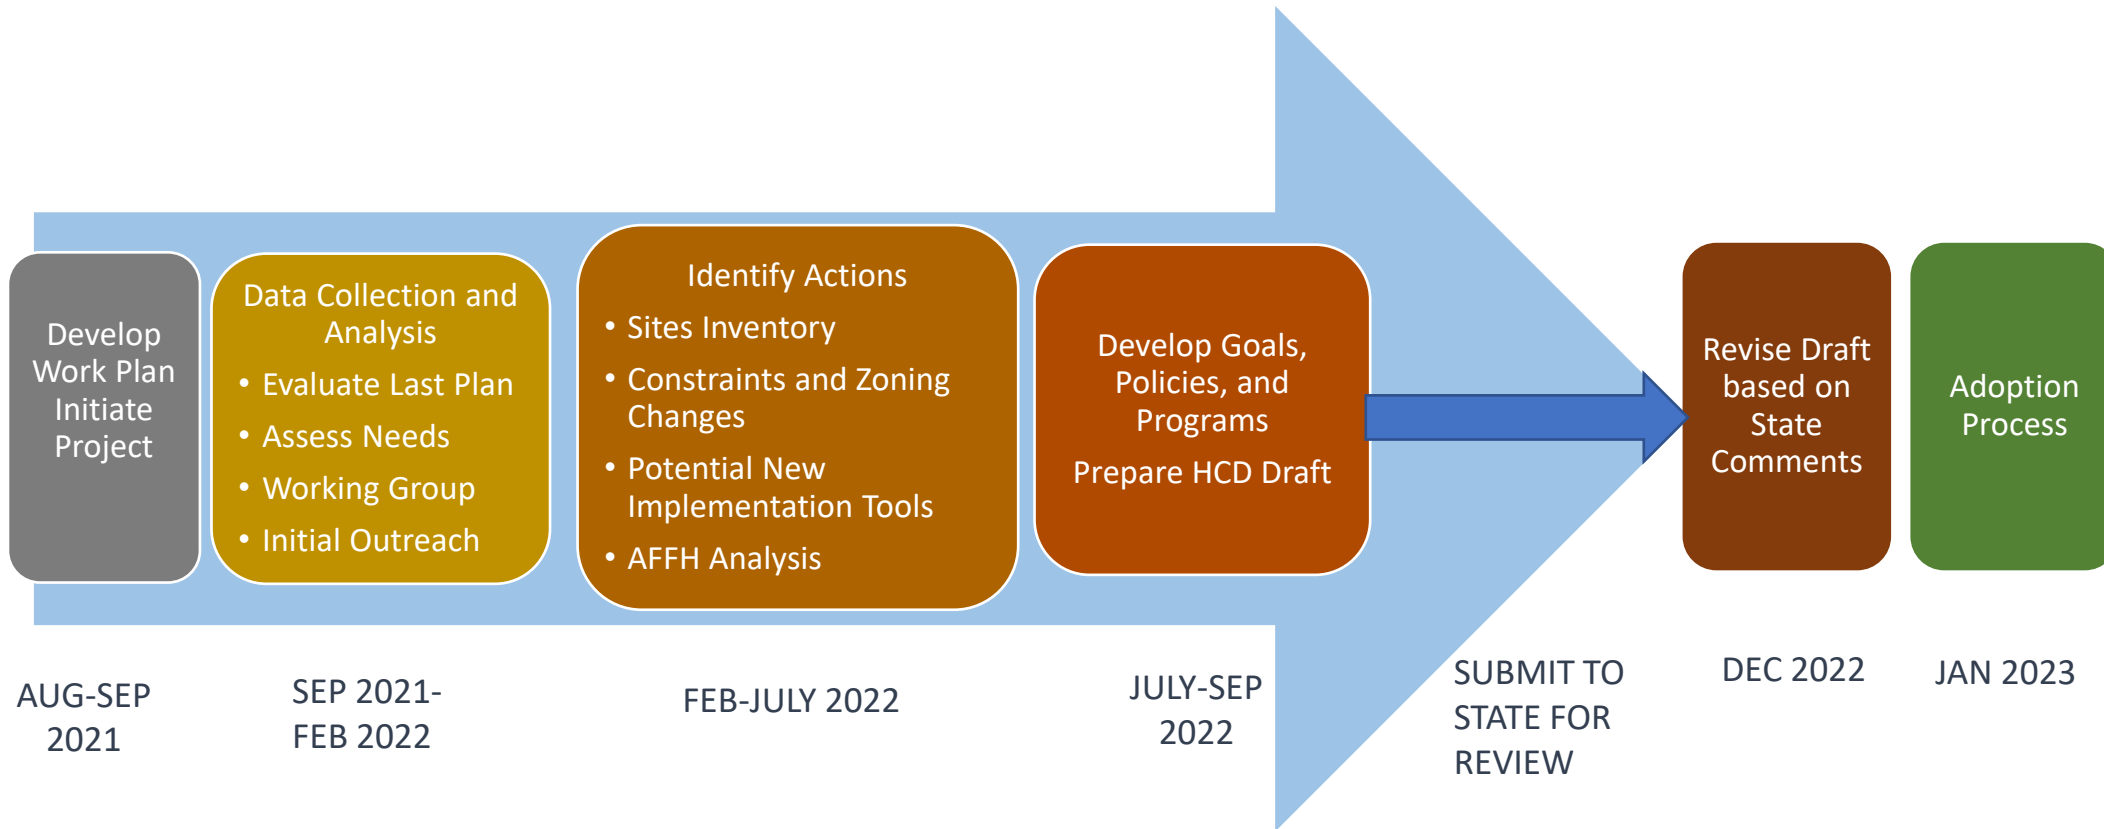 Develop
Work Plan
Initiate
Project
Data Collection and
Analysis
• Evaluate Last Plan
• Assess Needs
• Working Group
• Initial Outreach
Identify Actions
• Sites Inventory
• Constraints and Zoning
Changes
• Potential New
Implementation Tools
• AFFH Analysis
Develop Goals,
Policies, and
Programs
Prepare HCD Draft
Revise Draft
based on
State
Comments
Adoption
Process
AUG-SEP
2021
SEP 2021-
FEB 2022
FEB-JULY 2022
JULY-SEP
2022
SUBMIT TO
STATE FOR
REVIEW
DEC 2022
JAN 2023